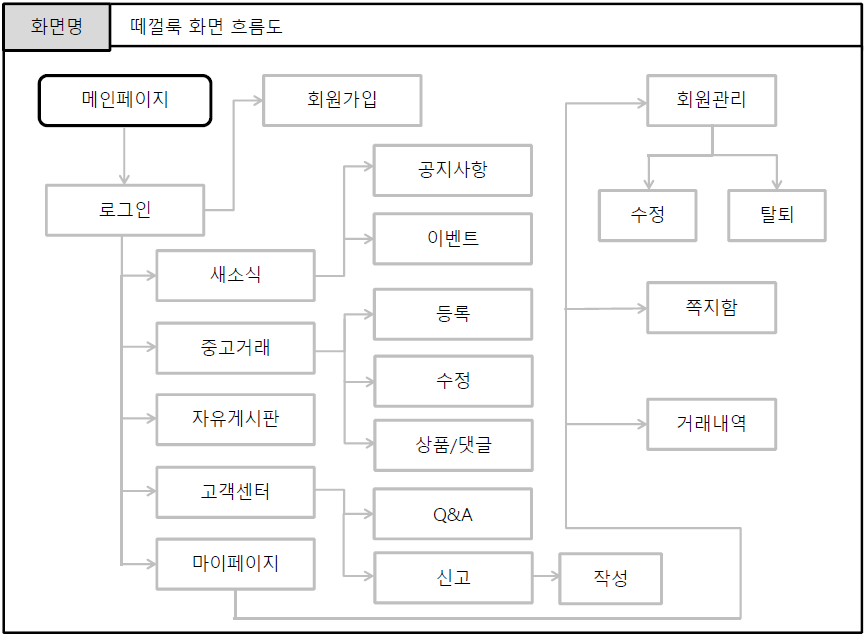 화면명
떼껄룩 화면 흐름도
메인페이지
회원가입
회원관리
공지사항
로그인
수정
탈퇴
이벤트
새소식
등록
쪽지함
중고거래
수정
자유게시판
거래내역
상품/댓글
고객센터
Q&A
마이페이지
신고
작성